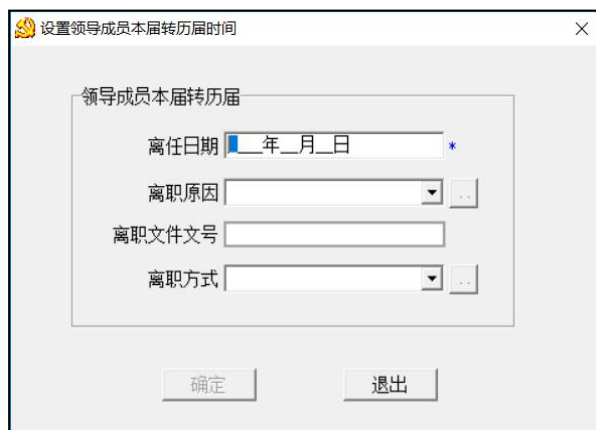 设置领导成员本届转历届时间
领导成员本届转历届
离任日期 ____年__月__日 *
离职原因 ..
离职文件文号
离职方式 ..
确定 退出